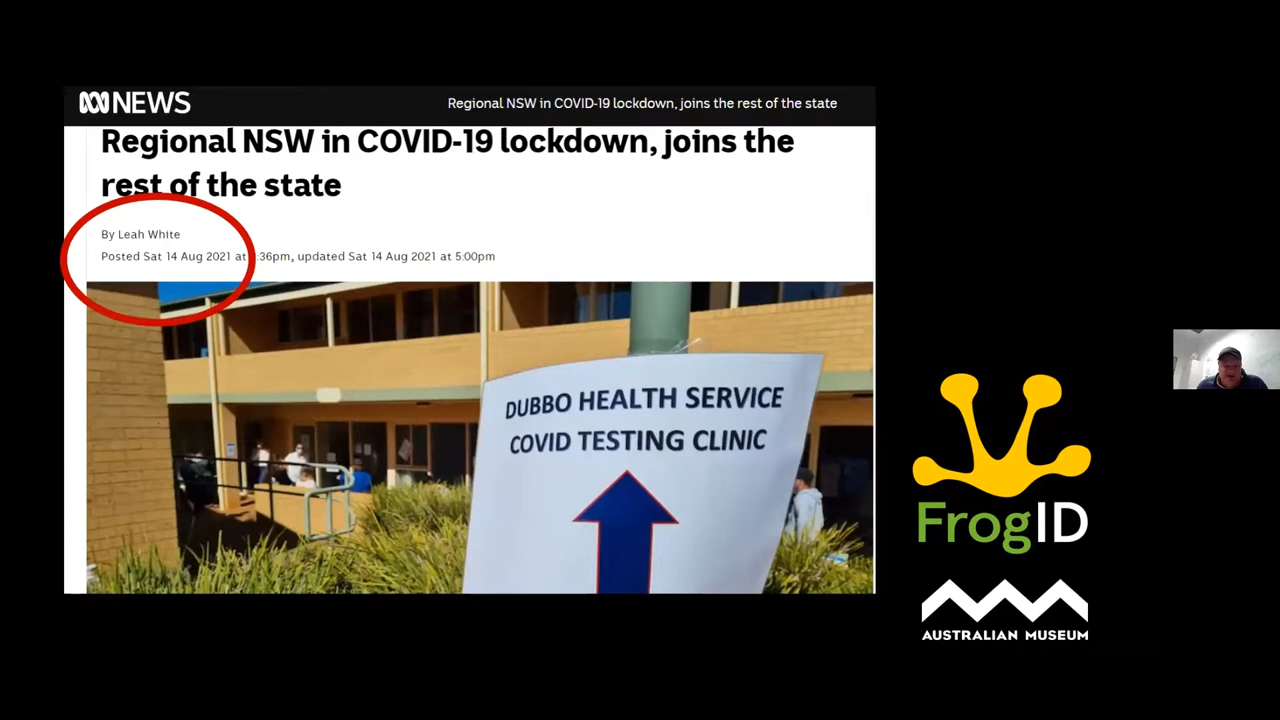 NEWS
Regional NSW in COVID-19 lockdown, joins the rest of the state
Regional NSW in COVID-19 lockdown, joins the
rest of the state
By Leah White
Posted Sat 14 Aug 2021 at :36pm, updated Sat 14 Aug 2021 at 5:00pm
DUBBO HEALTH SERVICE
COVID TESTING CLINIC
FrogID
AUSTRALIAN MUSEUM